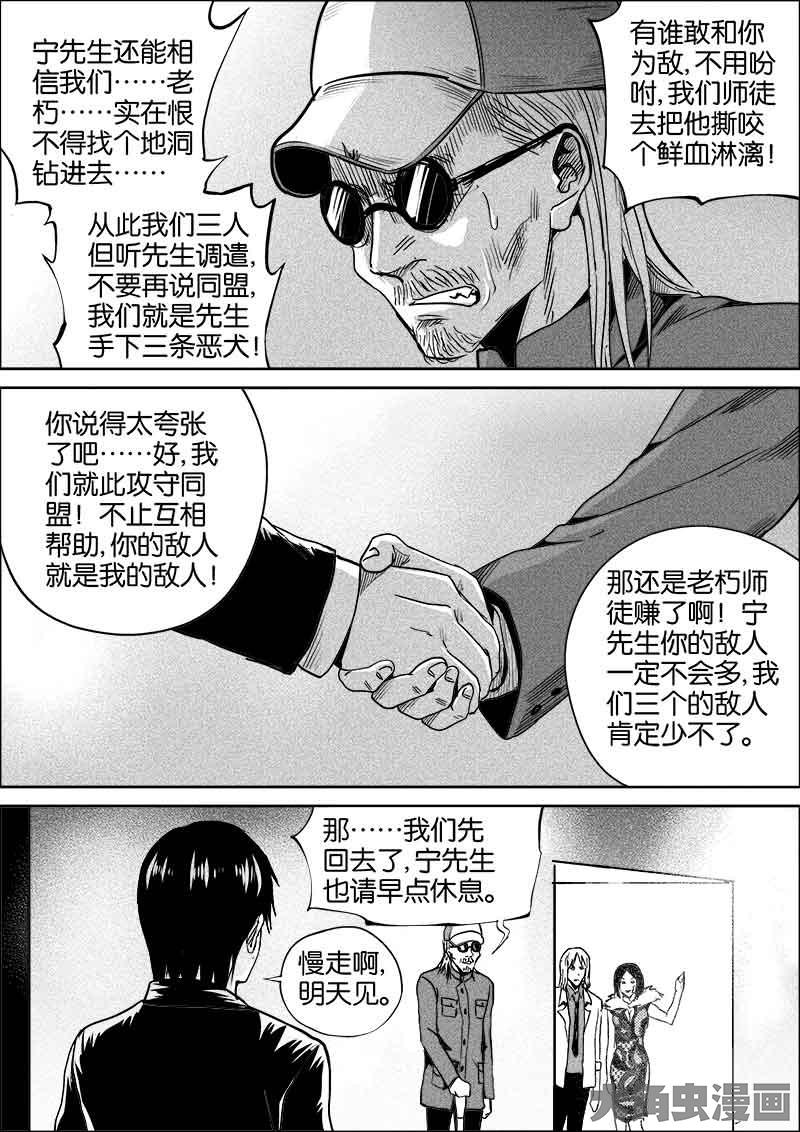 宁先生还能相
信我们……老
朽……实在恨
不得找个地洞
钻进去……
有谁敢和你
为敌,不用吩
咐,我们师徒
去把他撕咬
个鲜血淋漓!
从此我们三人
但听先生调遣,
不要再说同盟,
我们就是先生
手下三条恶犬!
你说得太夸张
了吧……好,我
们就此攻守同
盟!不止互相
帮助,你的敌人
就是我的敌人!
那还是老朽师
徒赚了啊!宁
先生你的敌人
一定不会多,我
们三个的敌人
肯定少不了。
那……我们先
回去了,宁先生
也请早点休息。
慢走啊,
明天见。
大角虫漫画